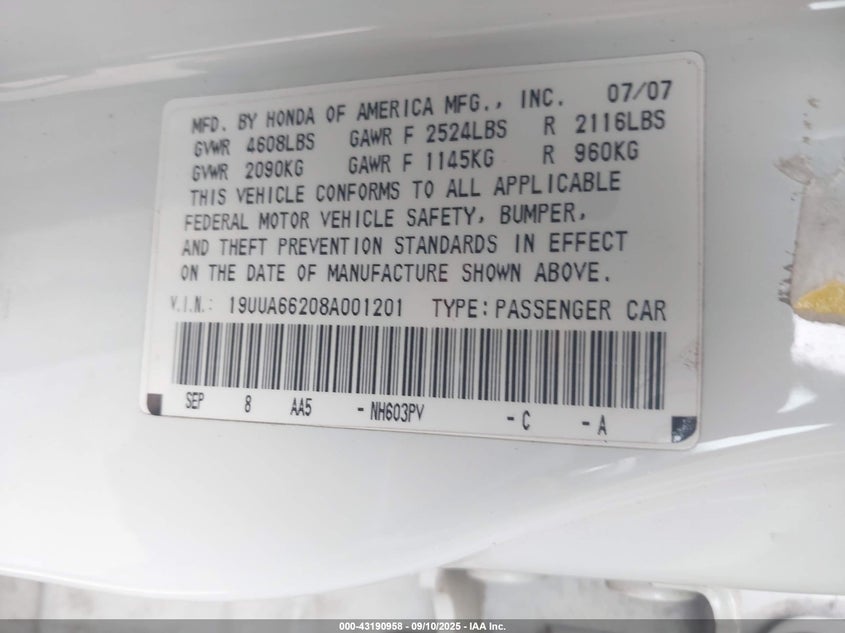 MFD. BY HONDA OF AMERICA MFG., INC. 07/07
GVWR 4608LBS GAWR F 2524LBS R 2116LBS
GVWR 2090KG GAWR F 1145KG R 960KG
THIS VEHICLE CONFORMS TO ALL APPLICABLE
FEDERAL MOTOR VEHICLE SAFETY, BUMPER,
AND THEFT PREVENTION STANDARDS IN EFFECT
ON THE DATE OF MANUFACTURE SHOWN ABOVE.
V.I.N.: 19UUA66208A001201 TYPE: PASSENGER CAR
SEP 8 AA5 -NH603PV -C -A
000-43190958 - 09/10/2025 - IAA Inc.